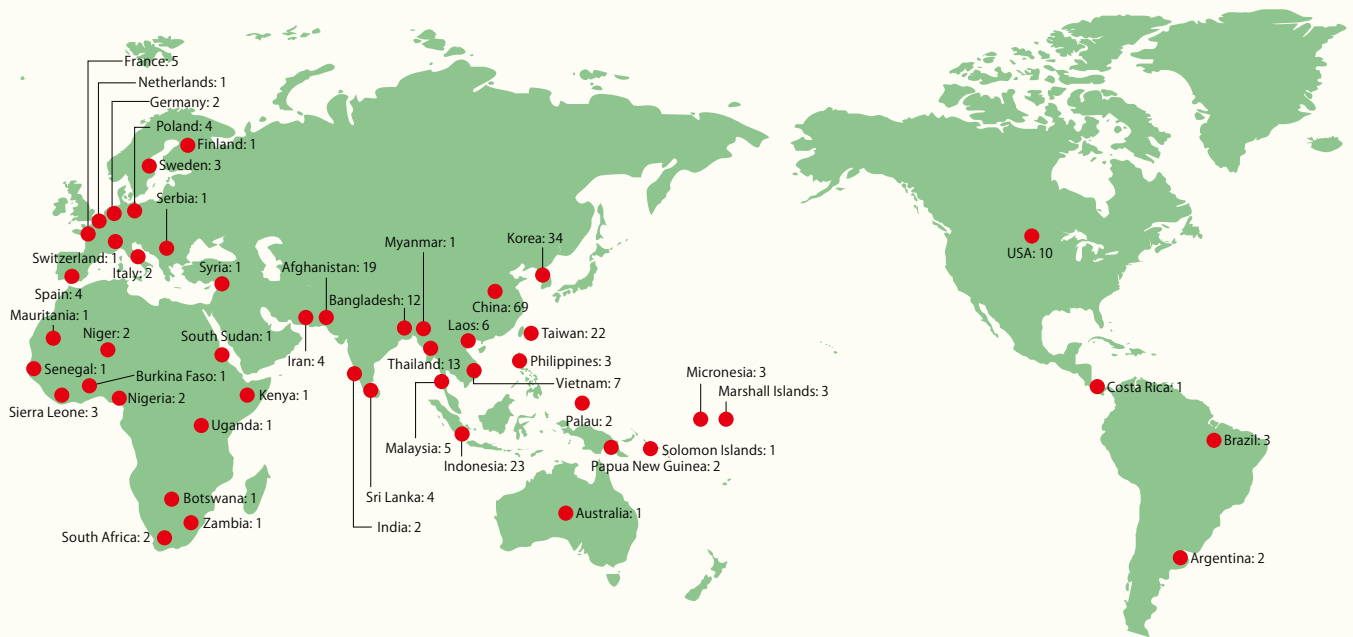 France: 5
Netherlands: 1
Germany: 2
Poland: 4
Finland: 1
Sweden: 3
Serbia: 1
Switzerland: 1
Italy: 2
Spain: 4
Syria: 1
Afghanistan: 19
Myanmar: 1
Bangladesh: 12
Korea: 34
China: 69
Laos: 6
Taiwan: 22
Iran: 4
Thailand: 13
Philippines: 3
Vietnam: 7
Mauritania: 1
Niger: 2
South Sudan: 1
Senegal: 1
Burkina Faso: 1
Sierra Leone: 3
Nigeria: 2
Kenya: 1
Uganda: 1
Botswana: 1
Zambia: 1
South Africa: 2
Malaysia: 5
Indonesia: 23
Sri Lanka: 4
India: 2
Palau: 2
Micronesia: 3
Marshall Islands: 3
Solomon Islands: 1
Papua New Guinea: 2
Australia: 1
USA: 10
Costa Rica: 1
Brazil: 3
Argentina: 2